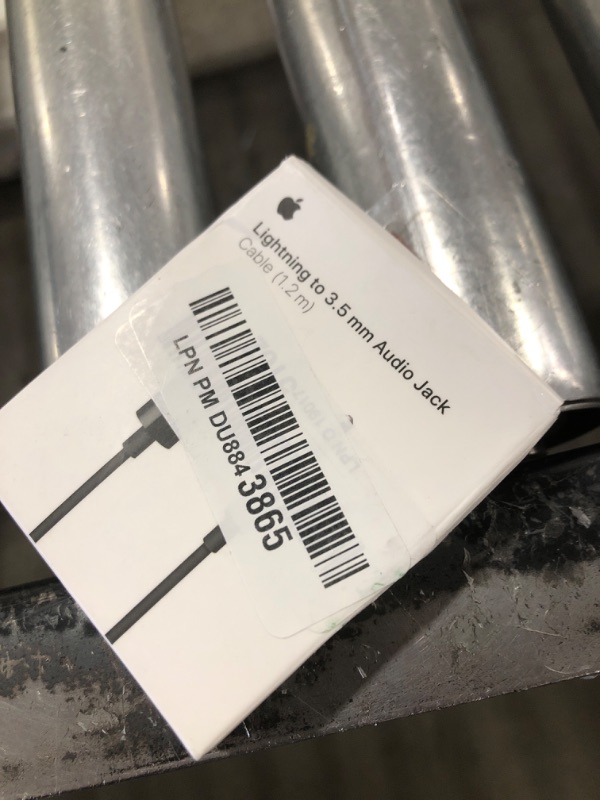 Lightning to 3.5 mm Audio Jack
Cable (1.2 m)
LPN PM DU884 3865